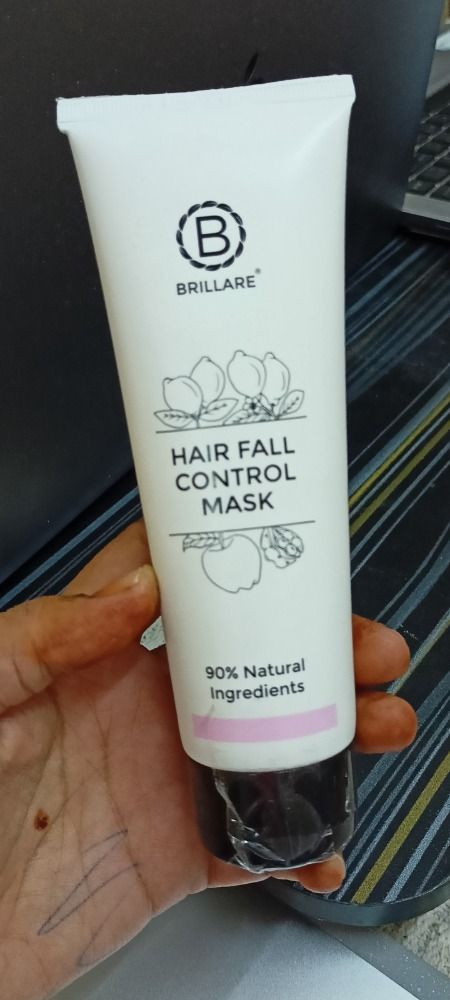 B
BRILLARE®
HAIR FALL
CONTROL
MASK
90% Natural
Ingredients